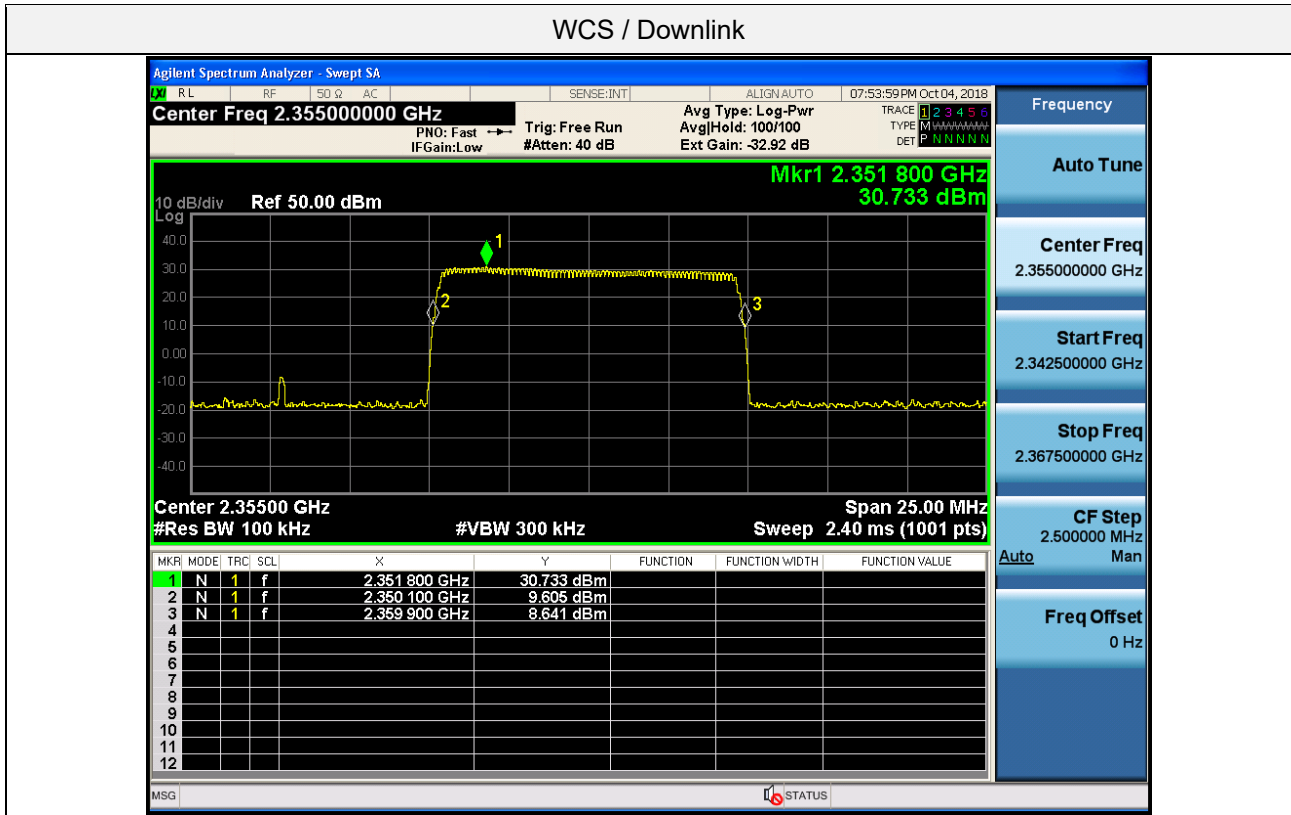 WCS / Downlink
Agilent Spectrum Analyzer - Swept SA
LXI RL RF 50 Ω AC SENSE:INT ALIGN AUTO 07:53:59 PM Oct 04, 2018
Center Freq 2.355000000 GHz
PNO: Fast
IFGain:Low
Trig: Free Run
#Atten: 40 dB
Avg Type: Log-Pwr
Avg|Hold: 100/100
Ext Gain: -32.92 dB
TRACE 1 2 3 4 5 6
TYPE M W W W W W
DET P N N N N N
Mkr1 2.351 800 GHz
30.733 dBm
10 dB/div Ref 50.00 dBm
Log
40.0
30.0
20.0
10.0
0.00
-10.0
-20.0
-30.0
-40.0
1
2
3
Center 2.35500 GHz Span 25.00 MHz
#Res BW 100 kHz #VBW 300 kHz Sweep 2.40 ms (1001 pts)
MKR MODE TRC SCL X Y FUNCTION FUNCTION WIDTH FUNCTION VALUE
1 N 1 f 2.351 800 GHz 30.733 dBm
2 N 1 f 2.350 100 GHz 9.605 dBm
3 N 1 f 2.359 900 GHz 8.641 dBm
4
5
6
7
8
9
10
11
12
MSG STATUS
Frequency
Auto Tune
Center Freq
2.355000000 GHz
Start Freq
2.342500000 GHz
Stop Freq
2.367500000 GHz
CF Step
2.500000 MHz
Auto Man
Freq Offset
0 Hz